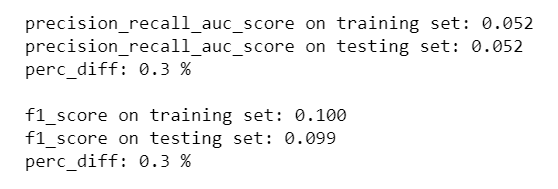 precision_recall_auc_score on training set: 0.052
precision_recall_auc_score on testing set: 0.052
perc_diff: 0.3 %
f1_score on training set: 0.100
f1_score on testing set: 0.099
perc_diff: 0.3 %